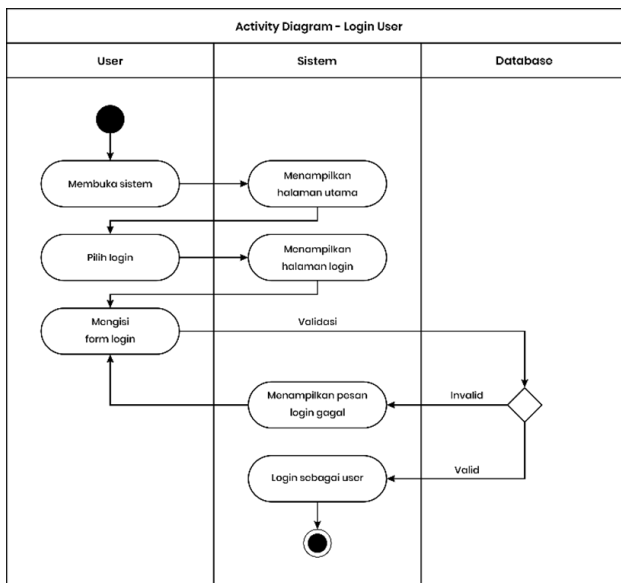 Activity Diagram - Login User
User
Sistem
Database
Membuka sistem
Menampilkan
halaman utama
Pilih login
Menampilkan
halaman login
Mengisi
form login
Validasi
Menampilkan pesan
login gagal
Invalid
Login sebagai user
Valid